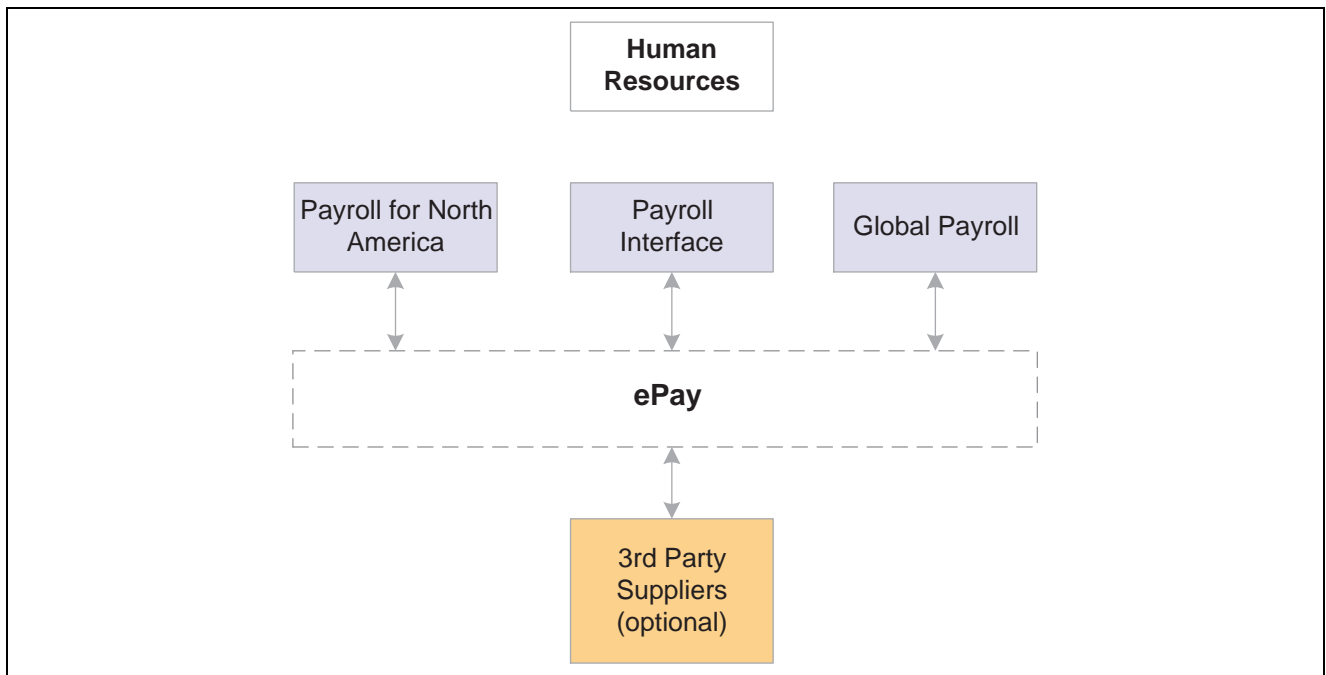 Human
Resources
Payroll for North
America
Payroll
Interface
Global Payroll
ePay
3rd Party
Suppliers
(optional)